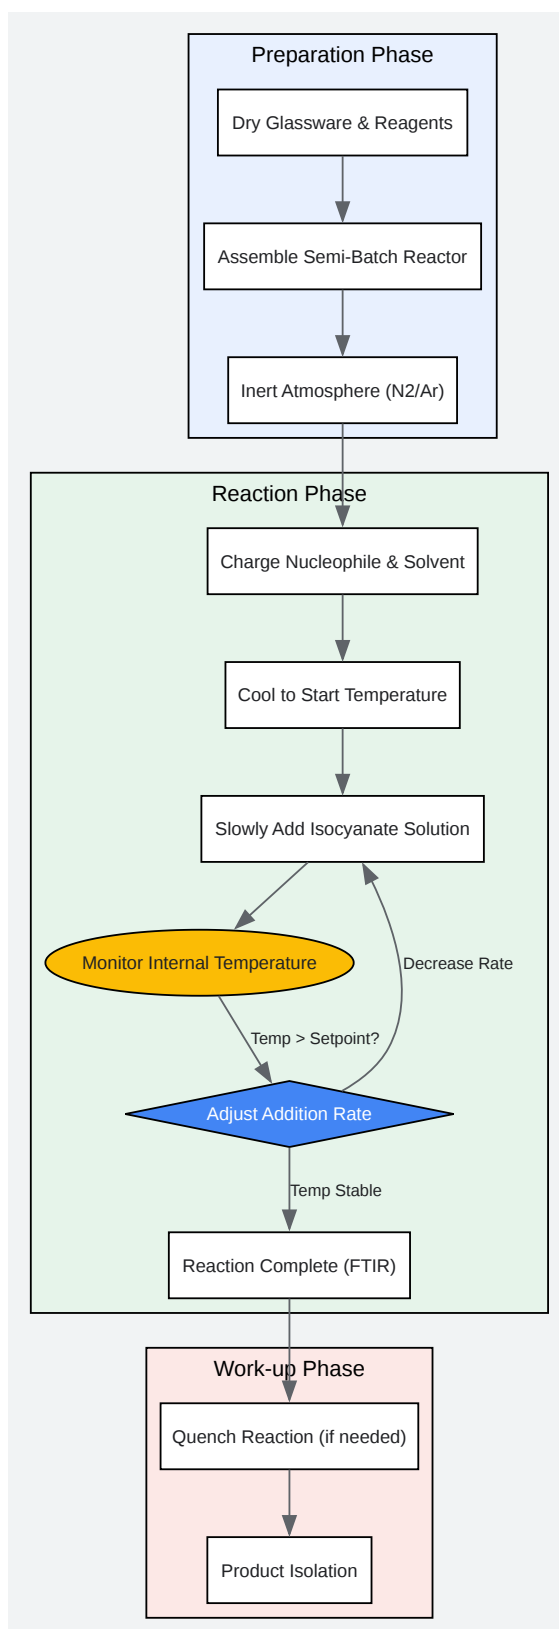 Preparation Phase
Dry Glassware & Reagents
Assemble Semi-Batch Reactor
Inert Atmosphere (N2/Ar)
Reaction Phase
Charge Nucleophile & Solvent
Cool to Start Temperature
Slowly Add Isocyanate Solution
Monitor Internal Temperature
Decrease Rate
Temp > Setpoint?
Adjust Addition Rate
Temp Stable
Reaction Complete (FTIR)
Work-up Phase
Quench Reaction (if needed)
Product Isolation